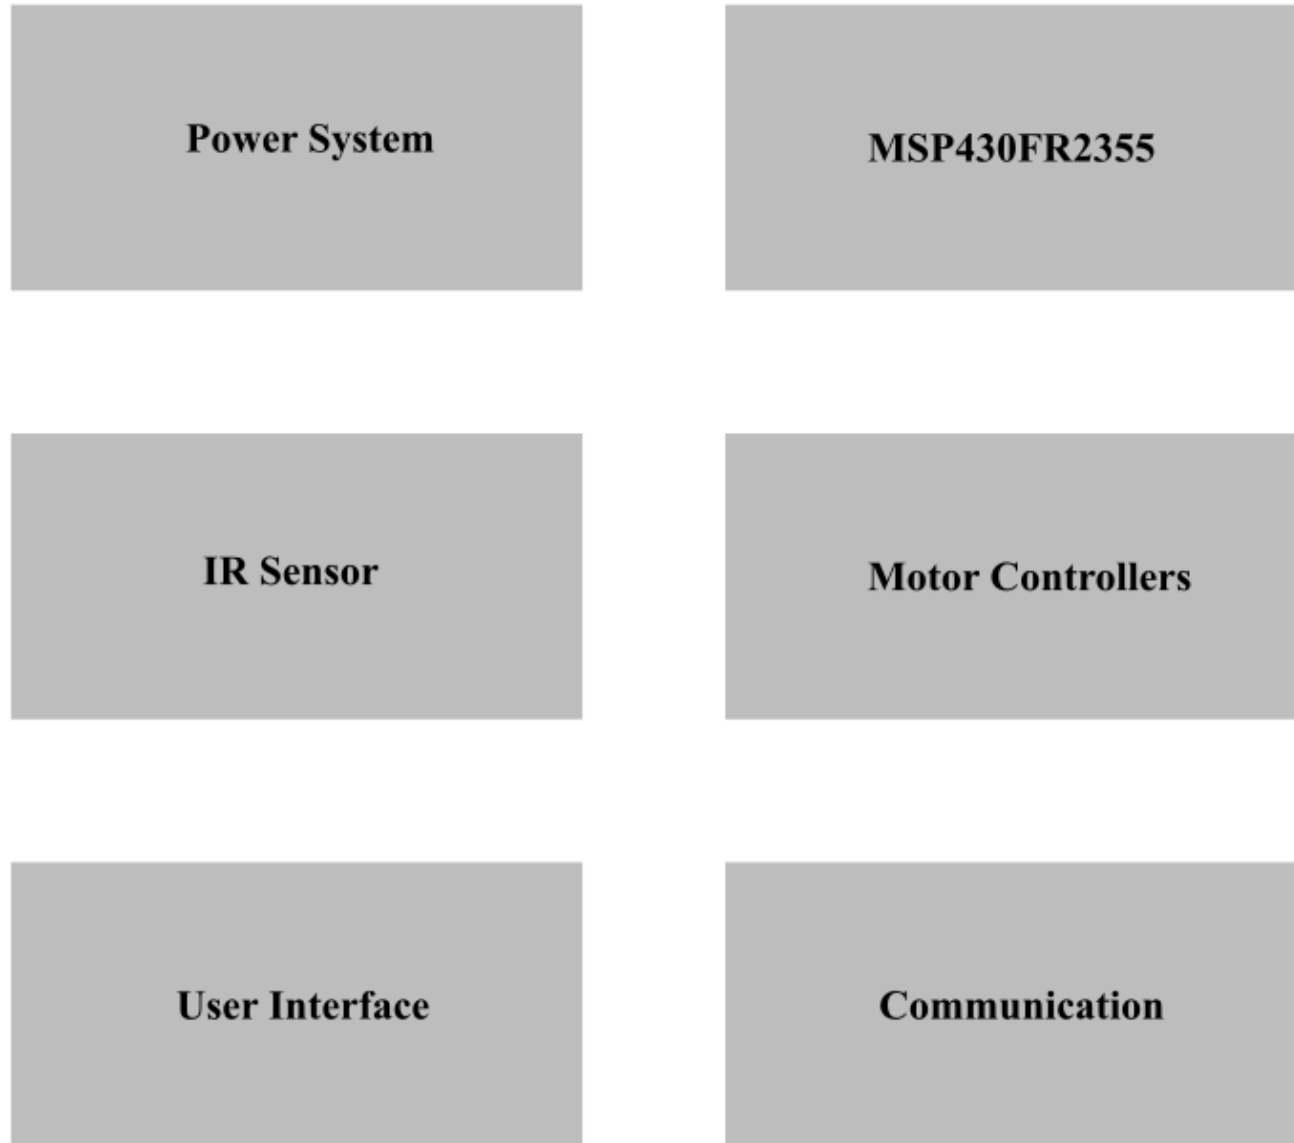 Power System
MSP430FR2355
IR Sensor
Motor Controllers
User Interface
Communication